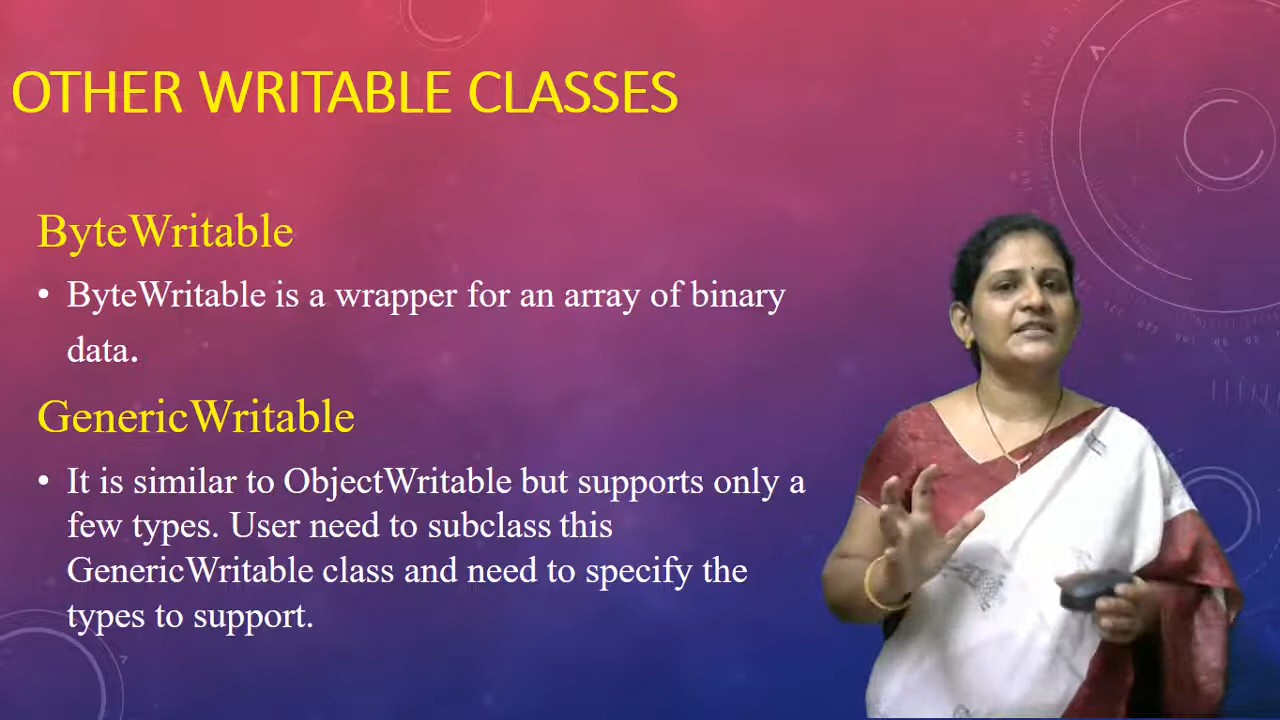 OTHER WRITABLE CLASSES
ByteWritable
• ByteWritable is a wrapper for an array of binary
data.
GenericWritable
• It is similar to ObjectWritable but supports only a
few types. User need to subclass this
GenericWritable class and need to specify the
types to support.